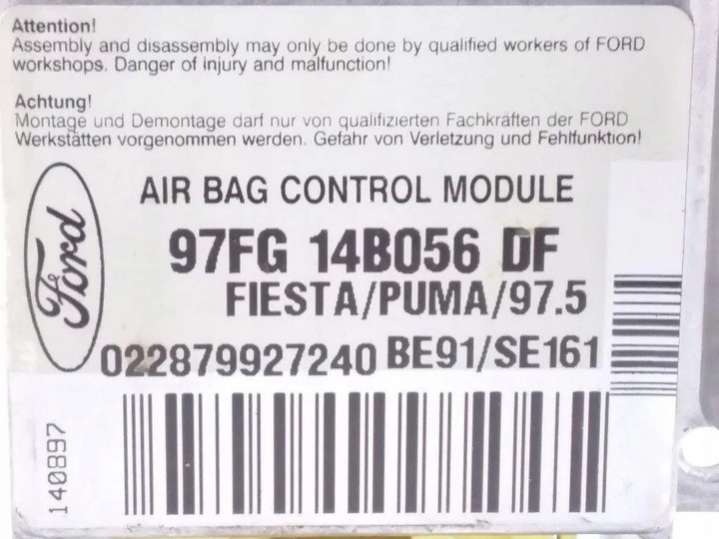 Attention!
Assembly and disassembly may only be done by qualified workers of FORD
workshops. Danger of injury and malfunction!
Achtung!
Montage und Demontage darf nur von qualifizierten Fachkräften der FORD
Werkstätten vorgenommen werden. Gefahr von Verletzung und Fehlfunktion!
Ford
AIR BAG CONTROL MODULE
97FG 14B056 DF
FIESTA/PUMA/97.5
022879927240 BE91/SE161
140897